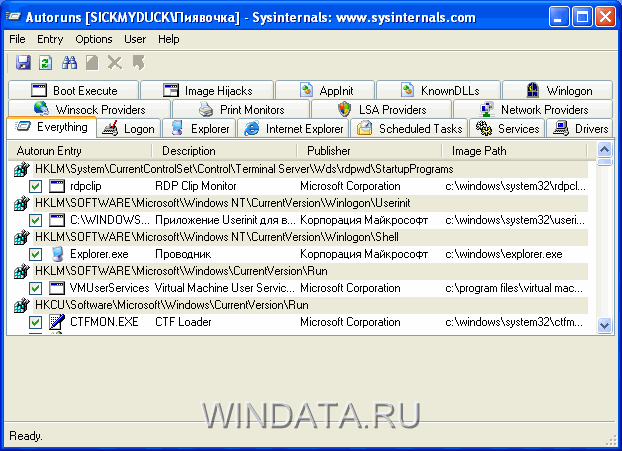 Autoruns [SICKMYDUCK\Пиявочка] - Sysinternals: www.sysinternals.com
File Entry Options User Help
Boot Execute Image Hijacks AppInit KnownDLLs Winlogon
Winsock Providers Print Monitors LSA Providers Network Providers
Everything Logon Explorer Internet Explorer Scheduled Tasks Services Drivers
Autorun Entry Description Publisher Image Path
HKLM\System\CurrentControlSet\Control\Terminal Server\Wds\rdpwd\StartupPrograms
rdpclip RDP Clip Monitor Microsoft Corporation c:\windows\system32\rdpcl...
HKLM\SOFTWARE\Microsoft\Windows NT\CurrentVersion\Winlogon\Userinit
C:\WINDOWS... Приложение Userinit для в... Корпорация Майкрософт c:\windows\system32\useri...
HKLM\SOFTWARE\Microsoft\Windows NT\CurrentVersion\Winlogon\Shell
Explorer.exe Проводник Корпорация Майкрософт c:\windows\explorer.exe
HKLM\SOFTWARE\Microsoft\Windows\CurrentVersion\Run
VMUserServices Virtual Machine User Servic... Microsoft Corporation c:\program files\virtual mac...
HKCU\Software\Microsoft\Windows\CurrentVersion\Run
CTFMON.EXE CTF Loader Microsoft Corporation c:\windows\system32\ctfm...
WINDATA.RU
Ready.